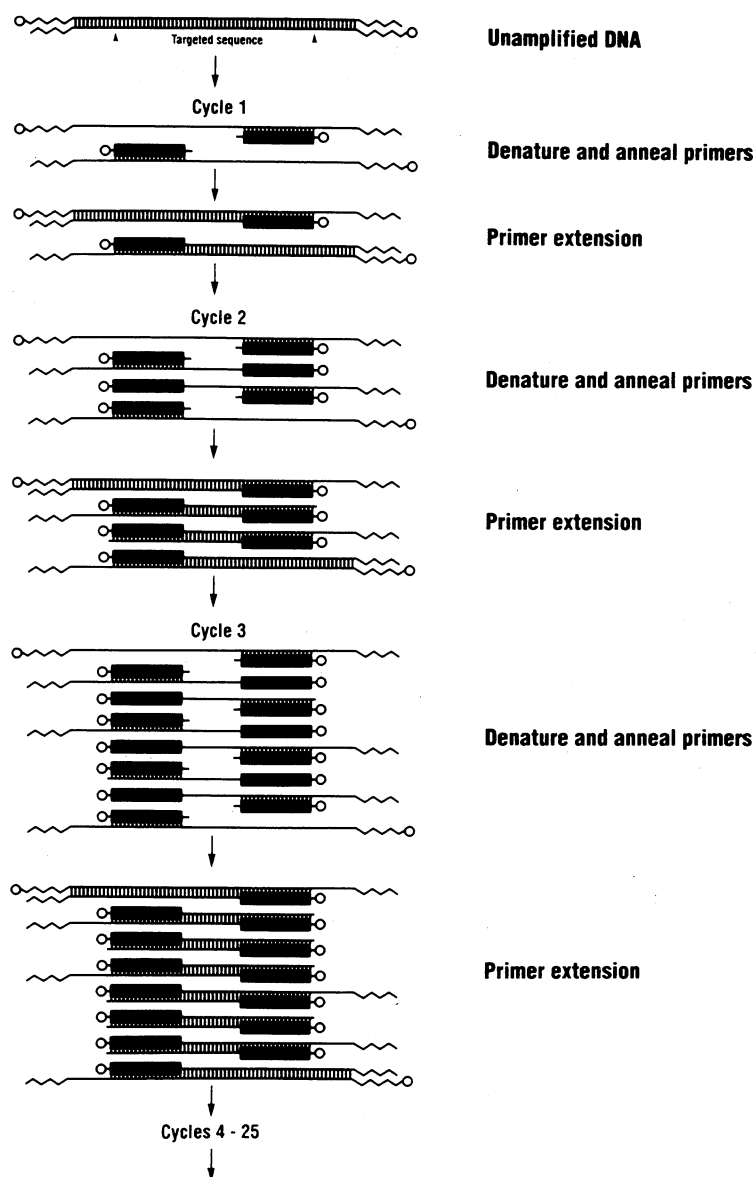 Unamplified DNA
Targeted sequence
Cycle 1
Denature and anneal primers
Primer extension
Cycle 2
Denature and anneal primers
Primer extension
Cycle 3
Denature and anneal primers
Primer extension
Cycles 4 - 25